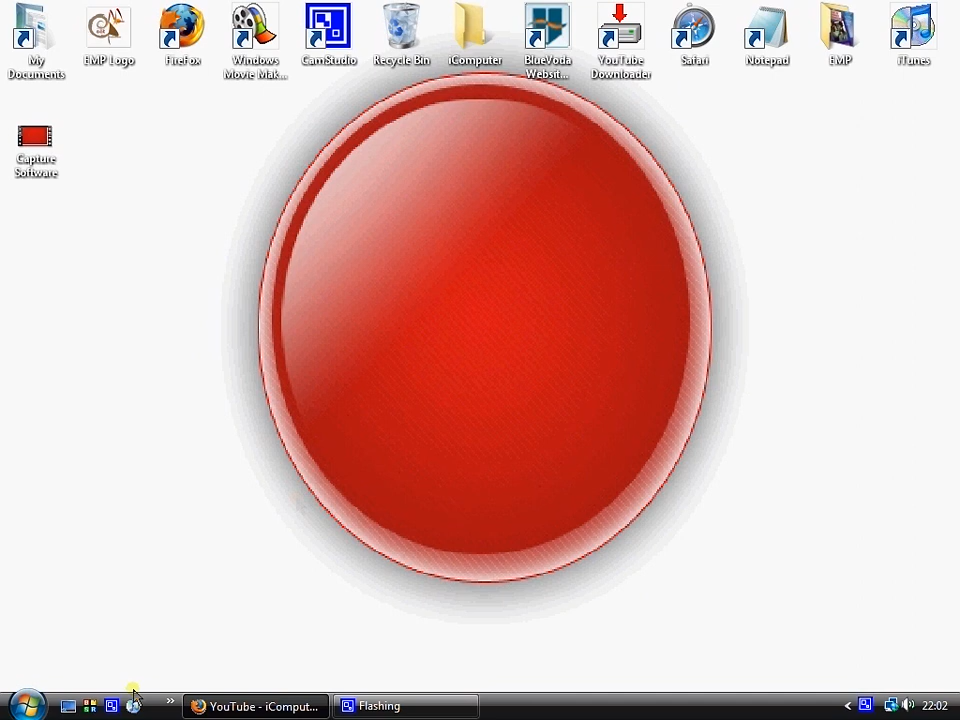 My Documents
EMP Logo
FireFox
Windows Movie Mak...
CamStudio
Recycle Bin
iComputer
BlueVoda Websit...
YouTube Downloader
Safari
Notepad
EMP
iTunes
Capture Software
YouTube - iComput...
Flashing
22:02